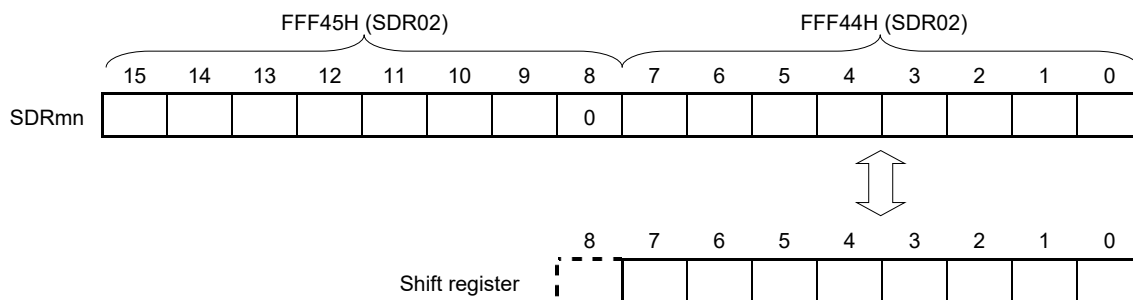 FFF45H (SDR02) FFF44H (SDR02)
15 14 13 12 11 10 9 8 7 6 5 4 3 2 1 0
SDRmn 0
8 7 6 5 4 3 2 1 0
Shift register